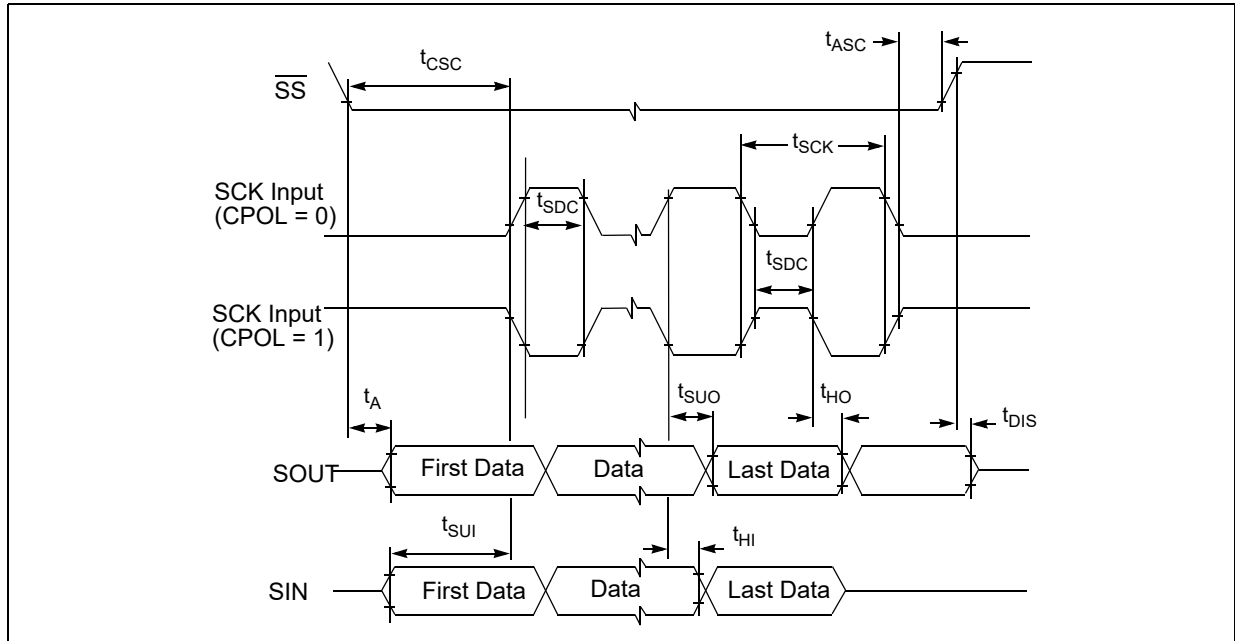 tASC
tCSC
SS
tSCK
SCK Input
(CPOL = 0)
tSDC
tSDC
SCK Input
(CPOL = 1)
tA
tSUO
tHO
tDIS
SOUT
First Data
Data
Last Data
tSUI
tHI
SIN
First Data
Data
Last Data